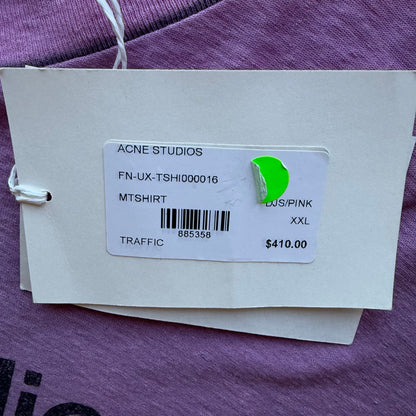 ACNE STUDIOS
FN-UX-TSHI000016
MTSHIRT
DJS/PINK
XXL
885358
TRAFFIC
$410.00